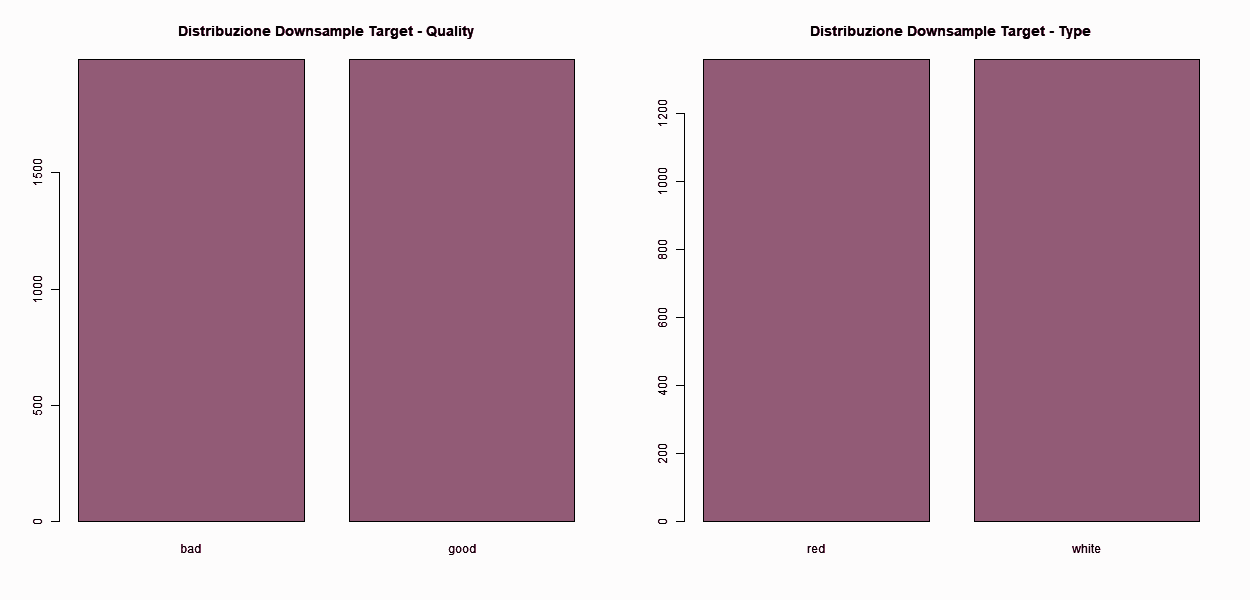 Distribuzione Downsample Target - Quality
1500
1000
500
0
bad
good
Distribuzione Downsample Target - Type
1200
1000
800
600
400
200
0
red
white